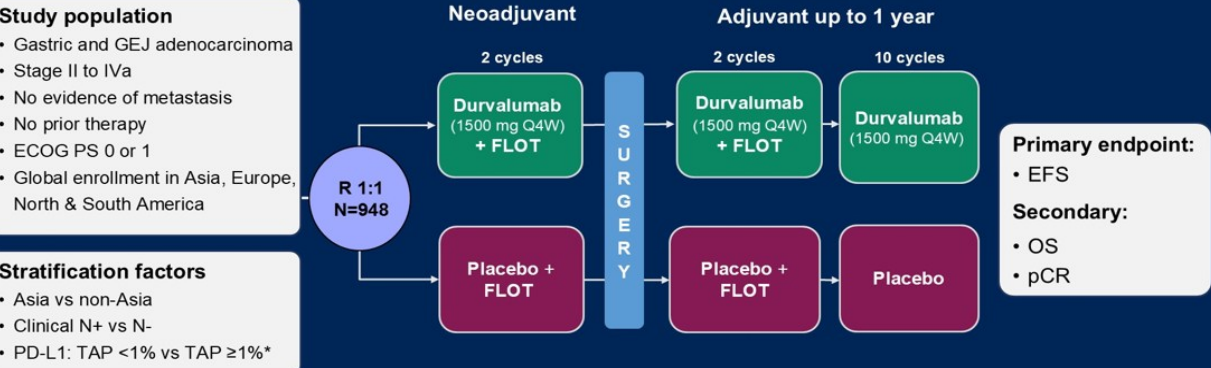 Study population
• Gastric and GEJ adenocarcinoma
• Stage II to IVa
• No evidence of metastasis
• No prior therapy
• ECOG PS 0 or 1
• Global enrollment in Asia, Europe,
North & South America
Stratification factors
• Asia vs non-Asia
• Clinical N+ vs N-
• PD-L1: TAP <1% vs TAP ≥1%*
R 1:1
N=948
Neoadjuvant
2 cycles
Durvalumab
(1500 mg Q4W)
+ FLOT
Placebo +
FLOT
SURGERY
Adjuvant up to 1 year
2 cycles
10 cycles
Durvalumab
(1500 mg Q4W)
+ FLOT
Durvalumab
(1500 mg Q4W)
Placebo +
FLOT
Placebo
Primary endpoint:
• EFS
Secondary:
• OS
• pCR